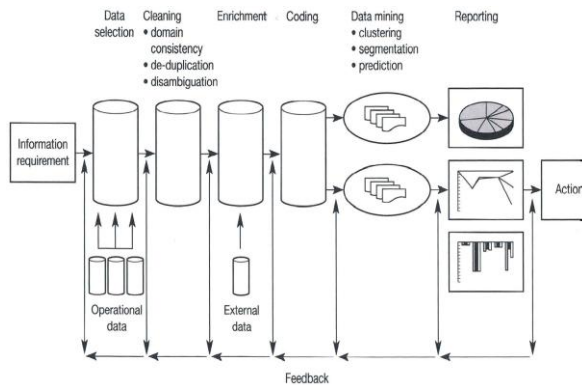 Data
selection
Cleaning
• domain
consistency
• de-duplication
• disambiguation
Enrichment
Coding
Data mining
• clustering
• segmentation
• prediction
Reporting
Information
requirement
Action
Operational
data
External
data
Feedback